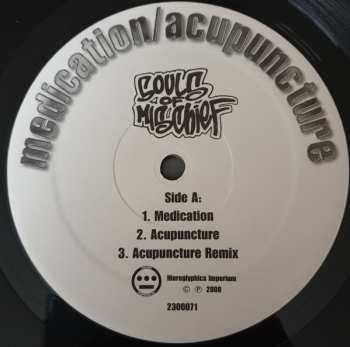 medication/acupuncture
SOULS
OF
MISCHIEF
Side A:
1. Medication
2. Acupuncture
3. Acupuncture Remix
Hieroglyphics Imperium
© ℗ 2000
2300071